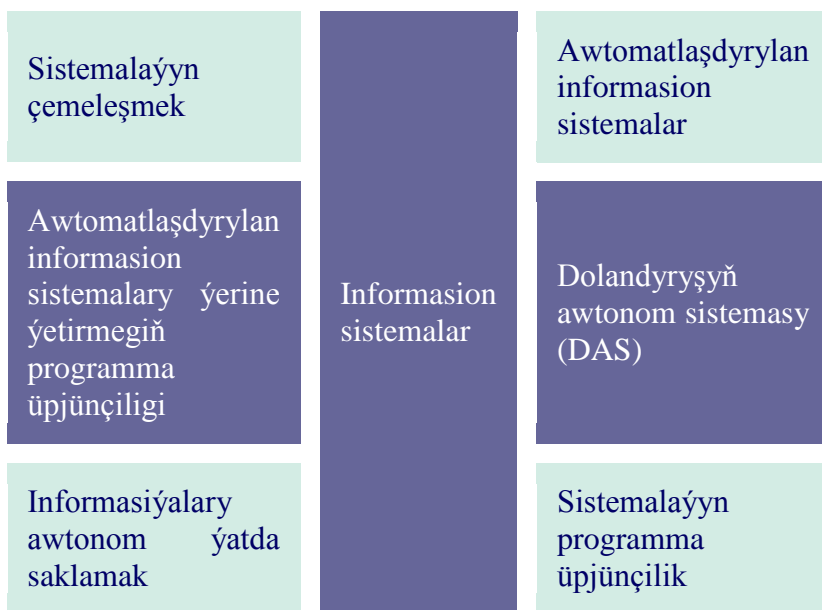 Sistemalaýyn
çemeleşmek
Awtomatlaşdyrylan
informasion
sistemalary ýerine
ýetirmegiň
programma
üpjünçiligi
Informasiýalary
awtonom ýatda
saklamak
Informasion
sistemalar
Awtomatlaşdyrylan
informasion
sistemalar
Dolandyryşyň
awtonom sistemasy
(DAS)
Sistemalaýyn
programma
üpjünçilik